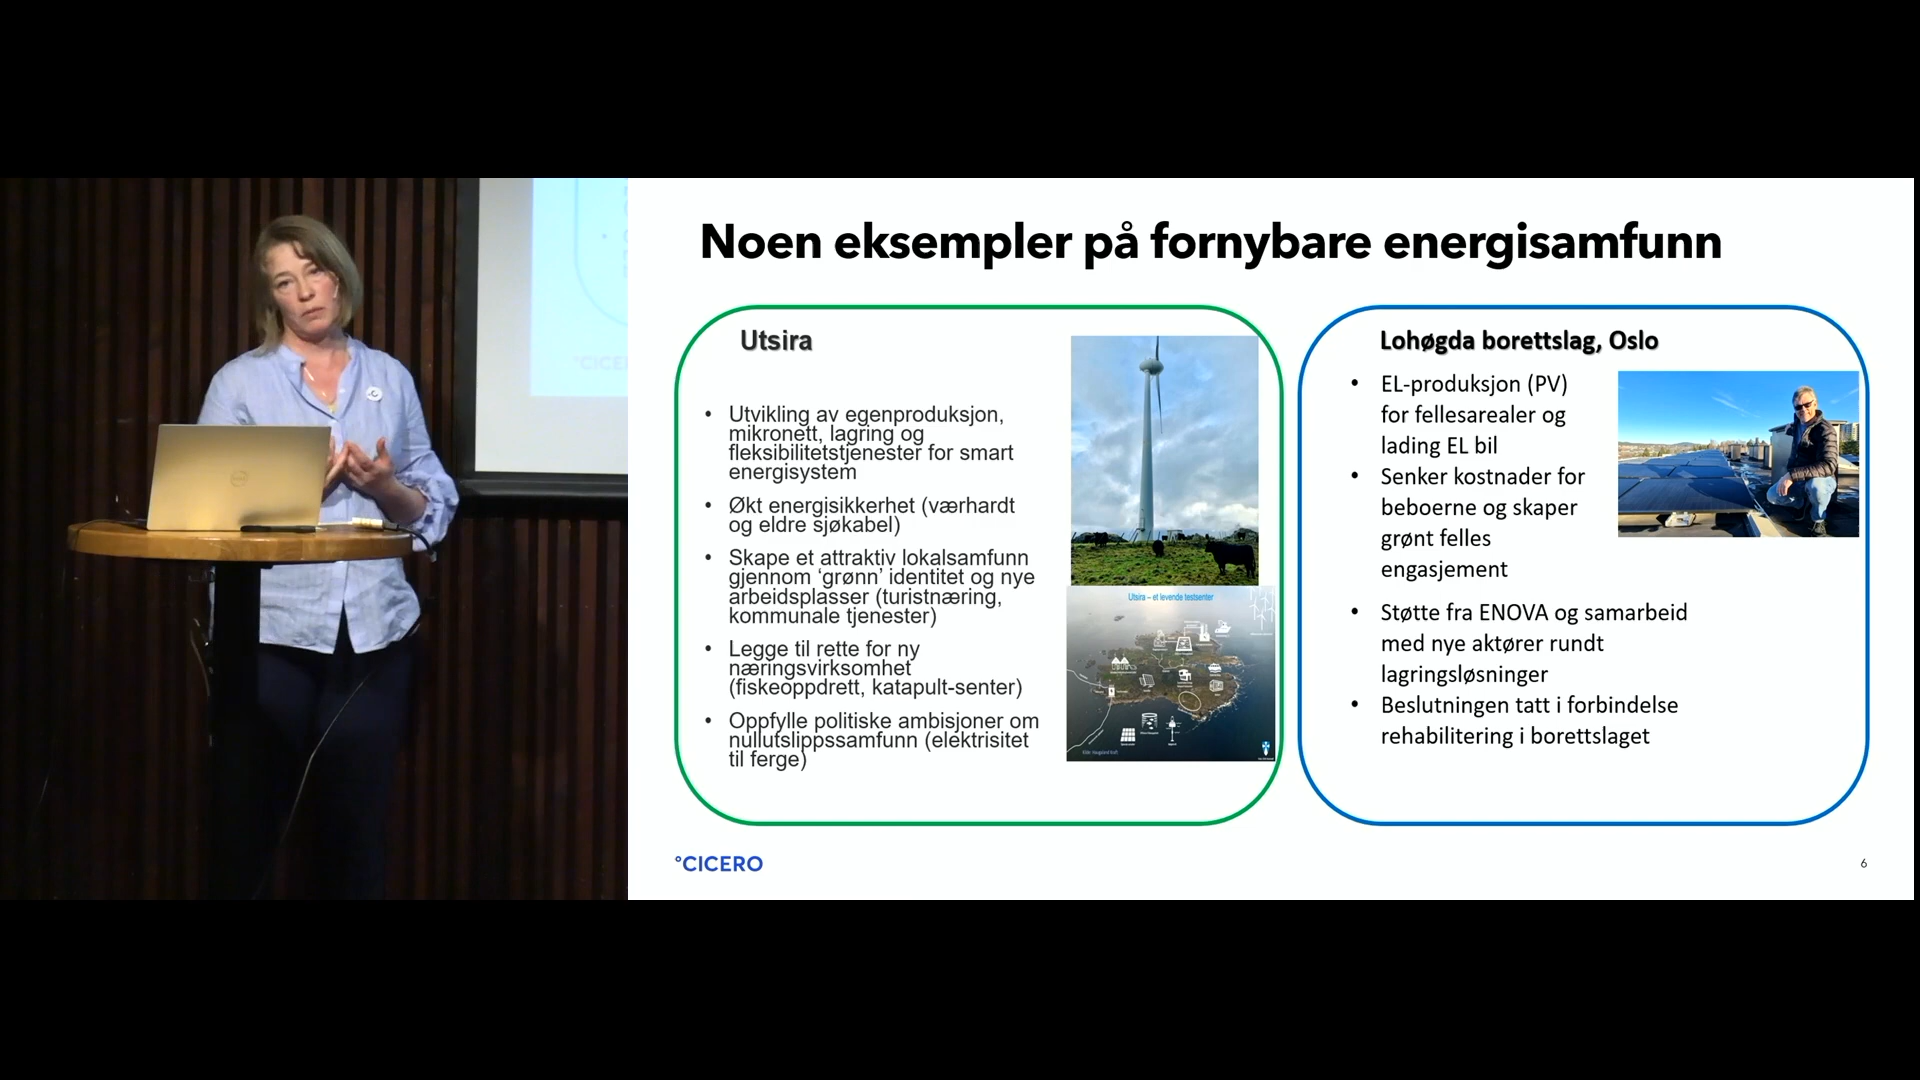 Noen eksempler på fornybare energisamfunn
Utsira
• Utvikling av egenproduksjon,
mikronett, lagring og
fleksibilitetstjenester for smart
energisystem
• Økt energisikkerhet (værhardt
og eldre sjøkabel)
• Skape et attraktiv lokalsamfunn
gjennom ‘grønn’ identitet og nye
arbeidsplasser (turistnæring,
kommunale tjenester)
• Legge til rette for ny
næringsvirksomhet
(fiskeoppdrett, katapult-senter)
• Oppfylle politiske ambisjoner om
nullutslippssamfunn (elektrisitet
til ferge)
Utsira – et levende testsenter
Lohøgda borettslag, Oslo
• EL-produksjon (PV)
for fellesarealer og
lading EL bil
• Senker kostnader for
beboerne og skaper
grønt felles
engasjement
• Støtte fra ENOVA og samarbeid
med nye aktører rundt
lagringsløsninger
• Beslutningen tatt i forbindelse
rehabilitering i borettslaget
°CICERO
6
°CICE